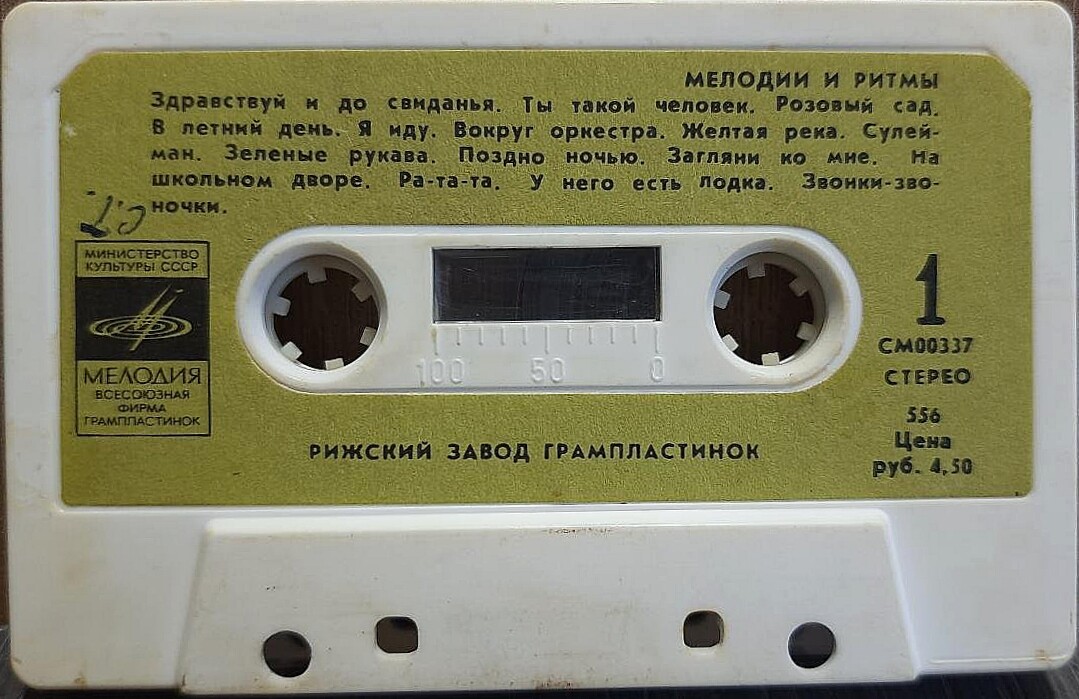 МЕЛОДИИ И РИТМЫ
Здравствуй и до свиданья. Ты такой человек. Розовый сад.
В летний день. Я иду. Вокруг оркестра. Желтая река. Сулей-
ман. Зеленые рукава. Поздно ночью. Загляни ко мне. На
школьном дворе. Ра-та-та. У него есть лодка. Звонки-зво-
ночки.
МИНИСТЕРСТВО
КУЛЬТУРЫ СССР
МЕЛОДИЯ
ВСЕСОЮЗНАЯ
ФИРМА
ГРАМПЛАСТИНОК
100 50 0
1
СМ00337
СТЕРЕО
556
Цена
руб. 4,50
РИЖСКИЙ ЗАВОД ГРАМПЛАСТИНОК